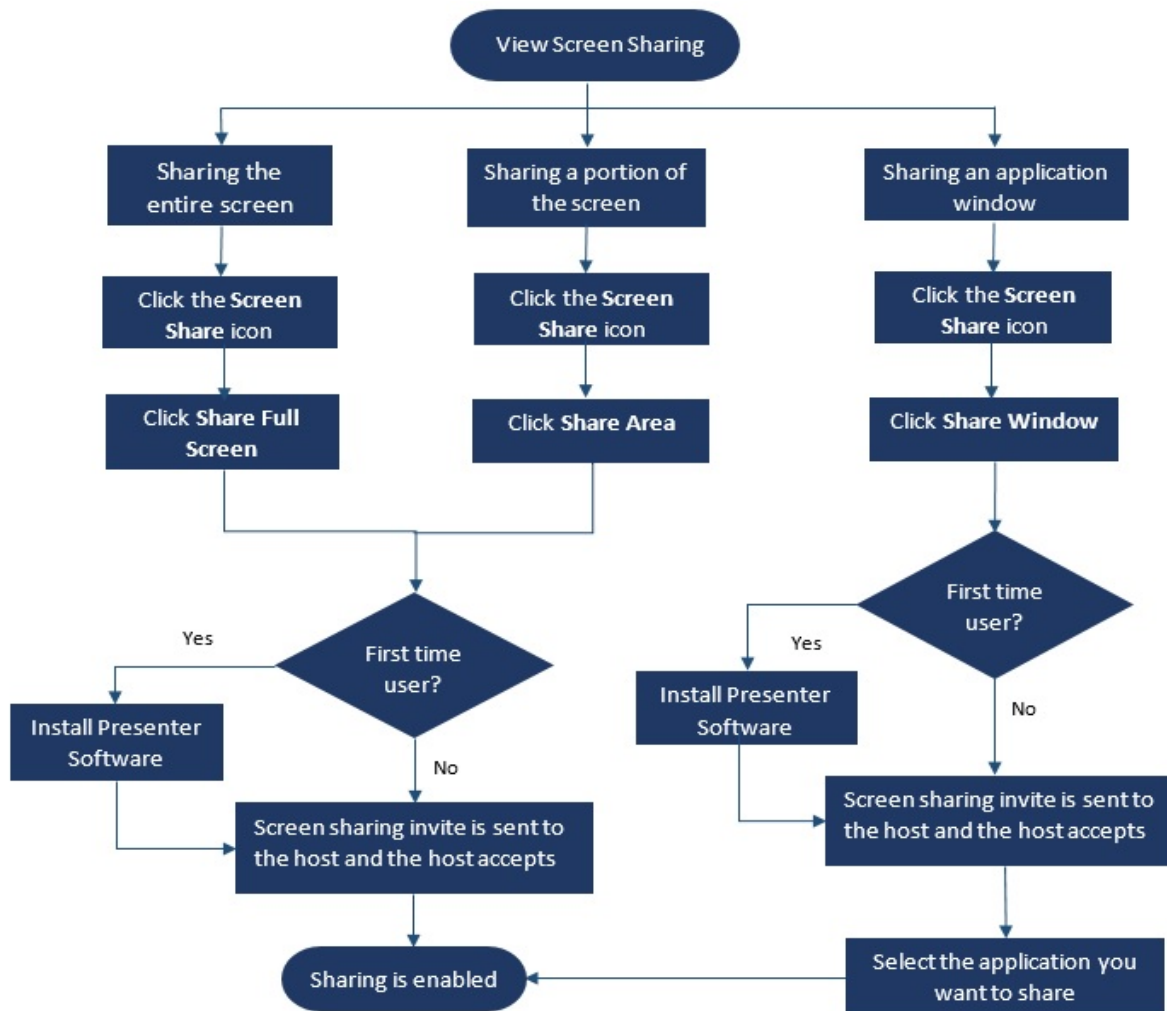 View Screen Sharing
Sharing the
entire screen
Sharing a portion of
the screen
Sharing an application
window
Click the Screen
Share icon
Click the Screen
Share icon
Click the Screen
Share icon
Click Share Full
Screen
Click Share Area
Click Share Window
First time
user?
Yes
No
Install Presenter
Software
Screen sharing invite is sent to
the host and the host accepts
First time
user?
Yes
No
Install Presenter
Software
Screen sharing invite is sent to
the host and the host accepts
Select the application you
want to share
Sharing is enabled